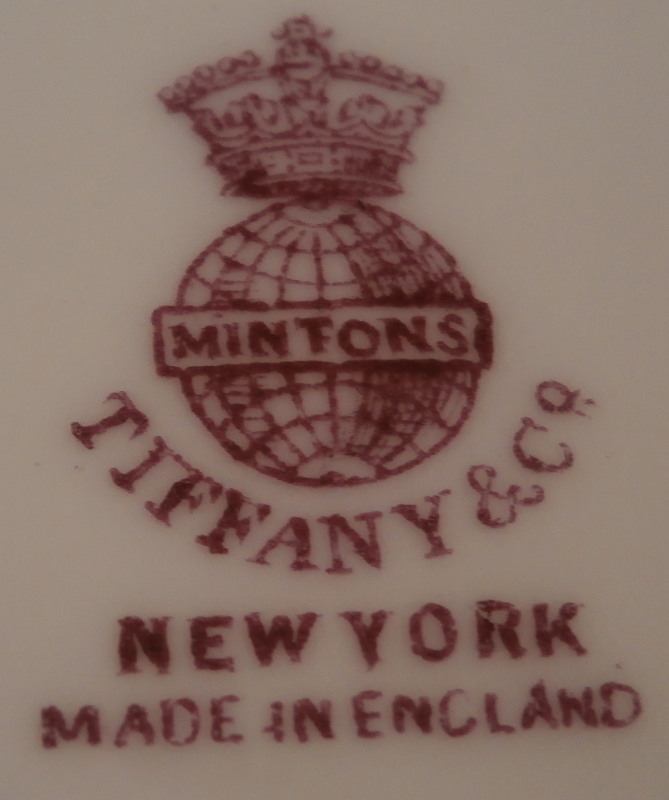 MINTONS
TIFFANY & Co
NEW YORK
MADE IN ENGLAND